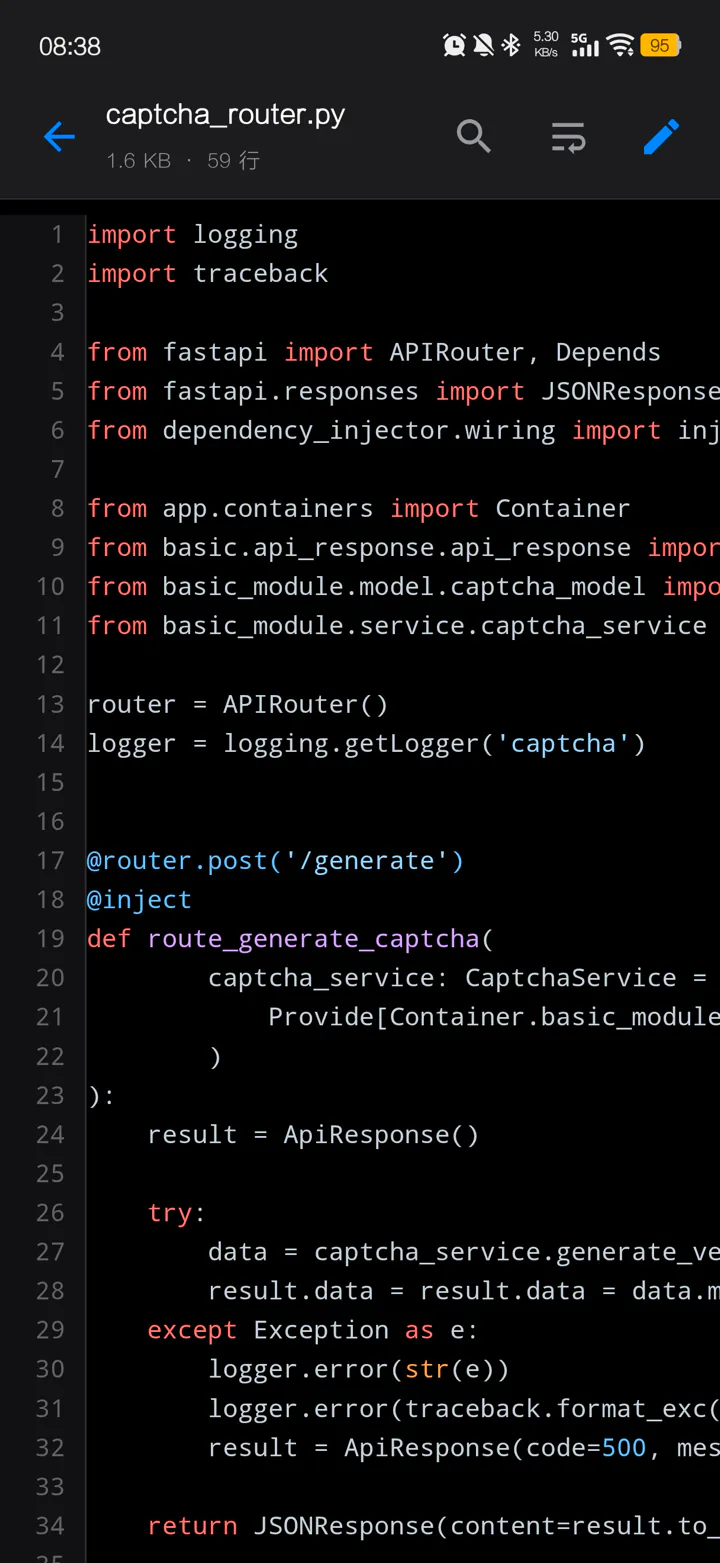 08:38 5.30 KB/s 5G 95
captcha_router.py
1.6 KB · 59 行
1 import logging
2 import traceback
3
4 from fastapi import APIRouter, Depends
5 from fastapi.responses import JSONResponse
6 from dependency_injector.wiring import inj
7
8 from app.containers import Container
9 from basic.api_response.api_response impor
10 from basic_module.model.captcha_model impo
11 from basic_module.service.captcha_service
12
13 router = APIRouter()
14 logger = logging.getLogger('captcha')
15
16
17 @router.post('/generate')
18 @inject
19 def route_generate_captcha(
20         captcha_service: CaptchaService =
21             Provide[Container.basic_module
22         )
23 ):
24     result = ApiResponse()
25
26     try:
27         data = captcha_service.generate_ve
28         result.data = result.data = data.m
29     except Exception as e:
30         logger.error(str(e))
31         logger.error(traceback.format_exc(
32         result = ApiResponse(code=500, mes
33
34     return JSONResponse(content=result.to_
35